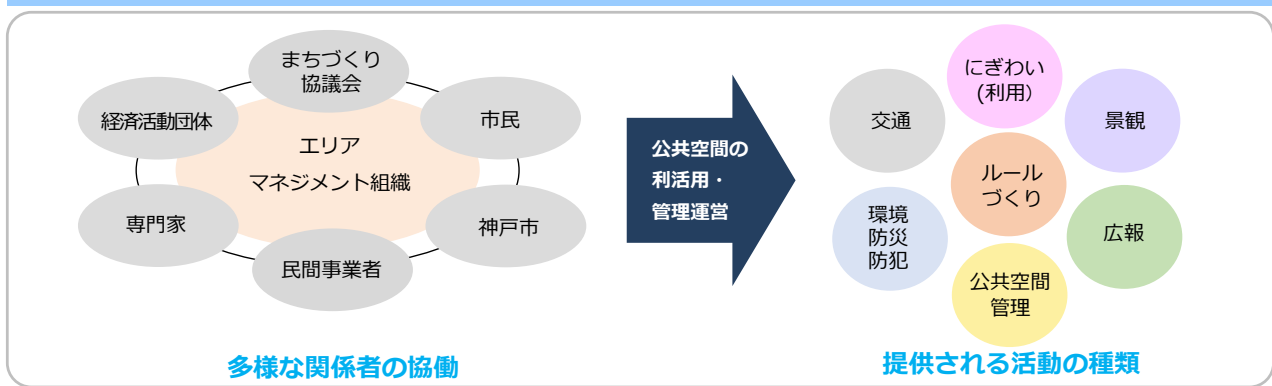 まちづくり
協議会
経済活動団体
市民
エリア
マネジメント組織
専門家
神戸市
民間事業者
多様な関係者の協働
公共空間の
利活用・
管理運営
にぎわい
(利用）
交通
景観
ルール
づくり
環境
防災
防犯
広報
公共空間
管理
提供される活動の種類